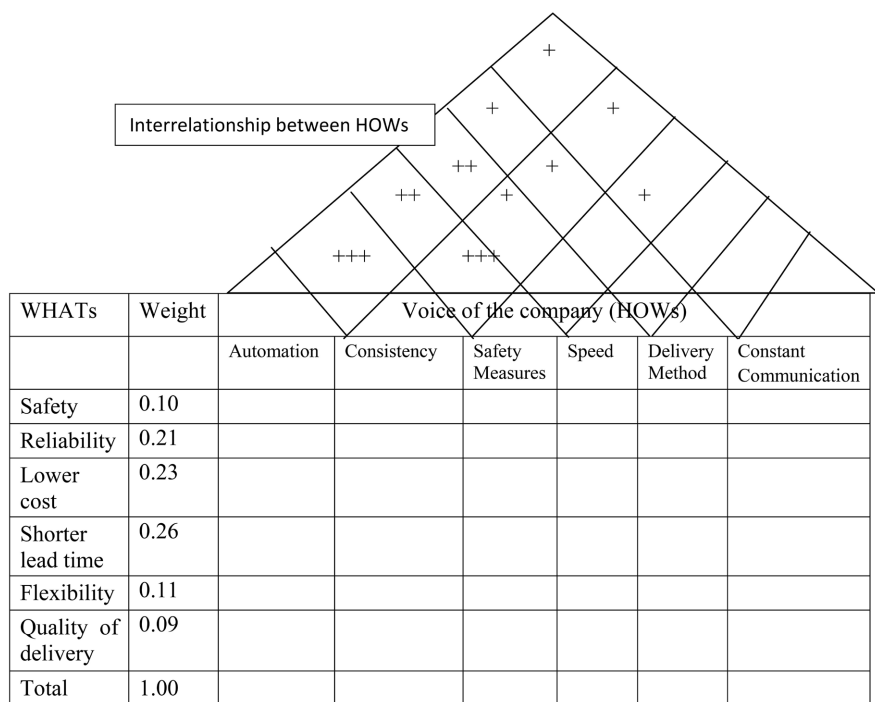 +
+ +
Interrelationship between HOWs
++ +
++ + +
+++ +++
WHATs Weight Voice of the company (HOWs)
Automation Consistency Safety Measures Speed Delivery Method Constant Communication
Safety 0.10
Reliability 0.21
Lower cost 0.23
Shorter lead time 0.26
Flexibility 0.11
Quality of delivery 0.09
Total 1.00